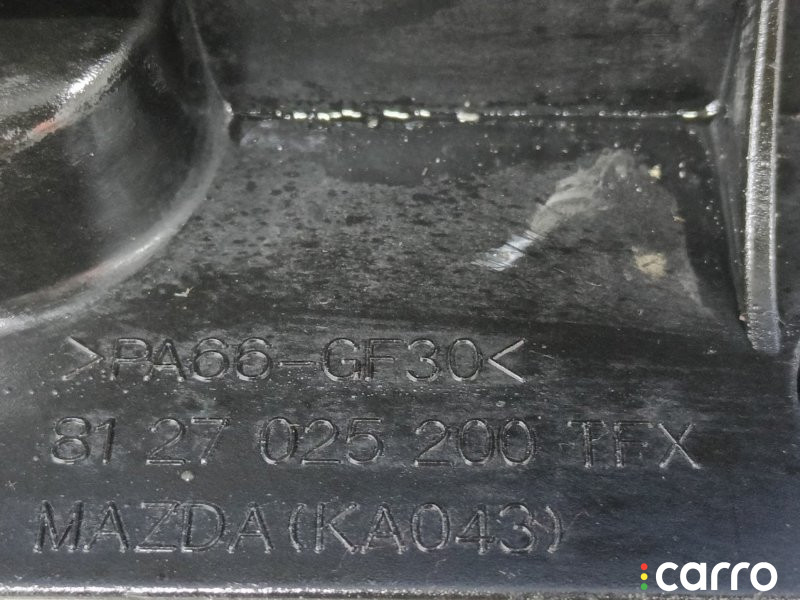 >PA66-GF30<
81 27 025 200 TFX
MAZDA (KA043)
carro